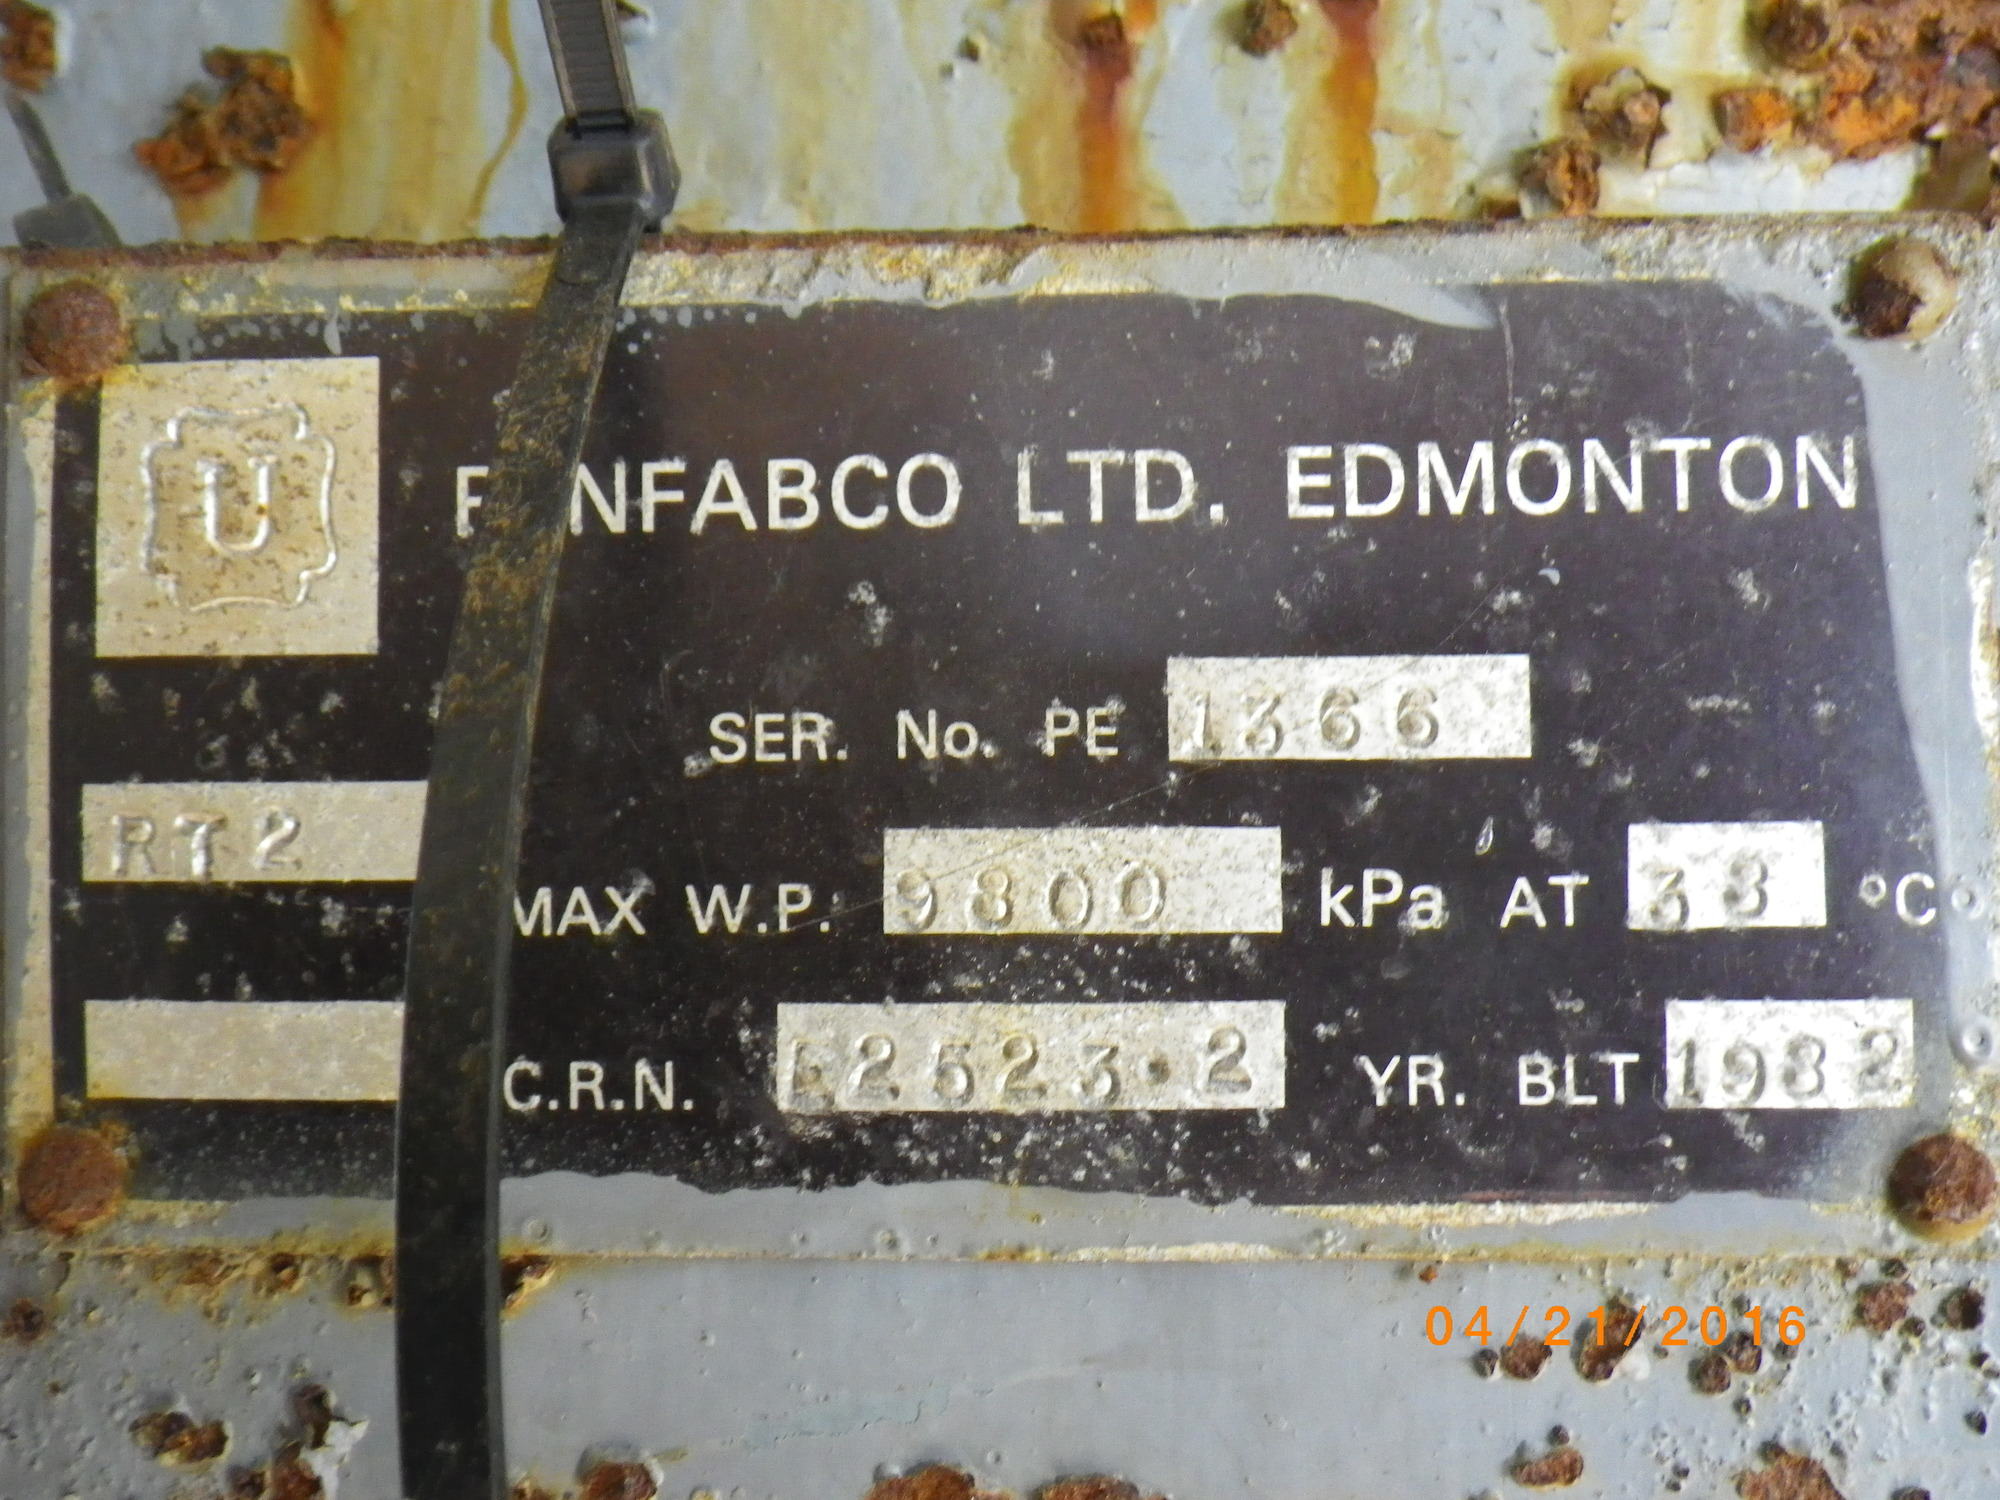 U
NFABCO LTD. EDMONTON
SER. No. PE 1366
RT2
MAX W.P.: 9800 kPa AT 38 °C
C.R.N. L2523.2 YR. BLT 1982
04/21/2016